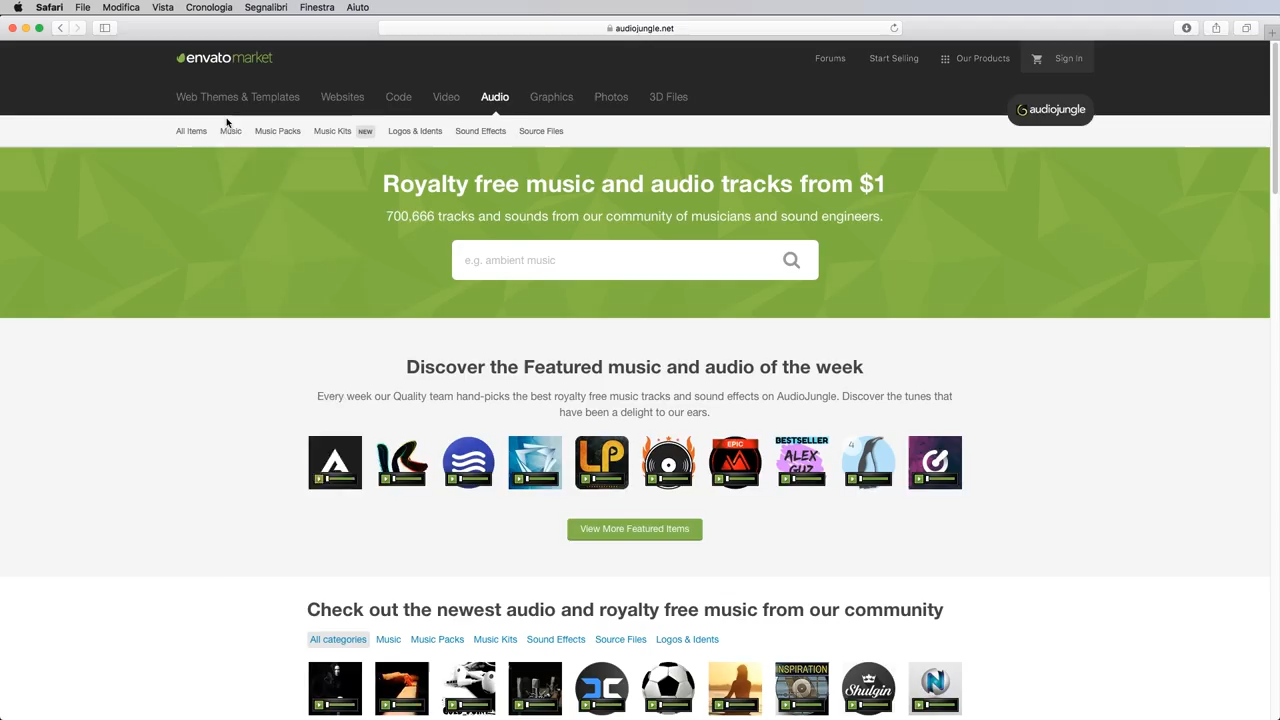 Safari File Modifica Vista Cronologia Segnalibri Finestra Aiuto
audiojungle.net
envatomarket
Forums Start Selling Our Products Sign In
Web Themes & Templates Websites Code Video Audio Graphics Photos 3D Files
audiojungle
All Items Music Music Packs Music Kits NEW Logos & Idents Sound Effects Source Files
Royalty free music and audio tracks from $1
700,666 tracks and sounds from our community of musicians and sound engineers.
e.g. ambient music
Discover the Featured music and audio of the week
Every week our Quality team hand-picks the best royalty free music tracks and sound effects on AudioJungle. Discover the tunes that
have been a delight to our ears.
LP
EPIC
BESTSELLER
ALEX
GUZ
4
View More Featured Items
Check out the newest audio and royalty free music from our community
All categories Music Music Packs Music Kits Sound Effects Source Files Logos & Idents
INSPIRATION
Shulgin
N